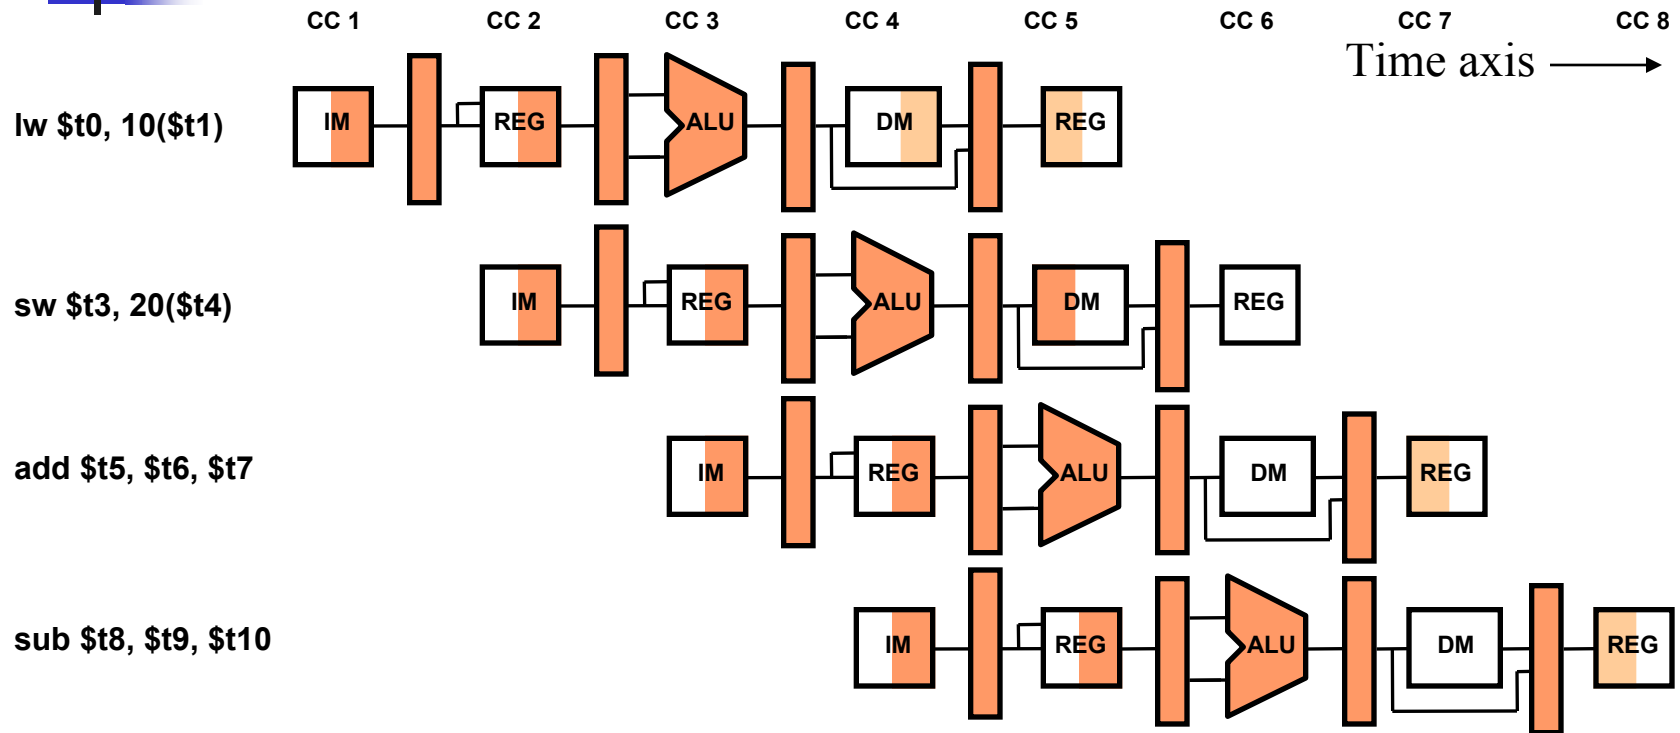 CC 1 CC 2 CC 3 CC 4 CC 5 CC 6 CC 7 CC 8
Time axis
lw $t0, 10($t1) IM REG ALU DM REG
sw $t3, 20($t4) IM REG ALU DM REG
add $t5, $t6, $t7 IM REG ALU DM REG
sub $t8, $t9, $t10 IM REG ALU DM REG